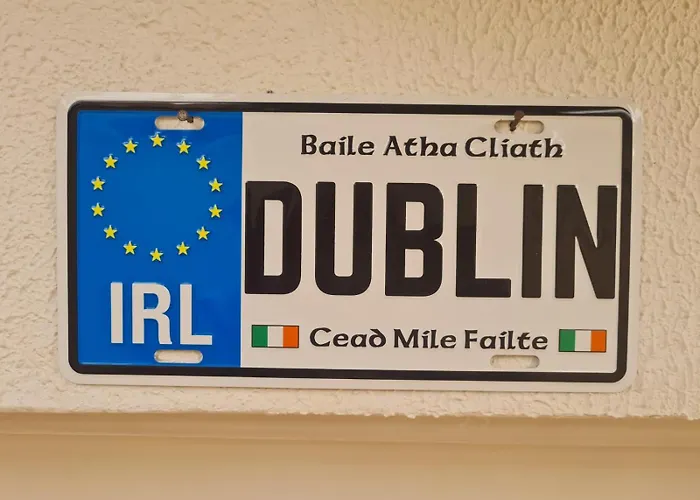 Baile Atha Cliath
DUBLIN
IRL
Cead Mile Failte